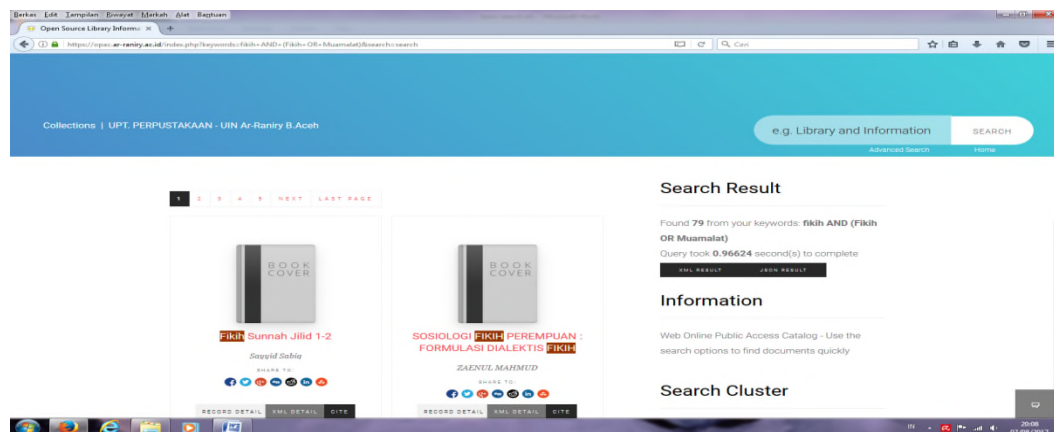 Berkas Edit Tampilan Riwayat Markah Alat Bantuan
Open Source Library Informa × +
https://opac.ar-raniry.ac.id/index.php?keywords=fikih+AND+(Fikih+OR+Muamalat)&search=search
Cari
Collections | UPT. PERPUSTAKAAN - UIN Ar-Raniry B.Aceh
e.g. Library and Information
SEARCH
Advanced Search Home
1 2 3 4 5 NEXT LAST PAGE
BOOK
COVER
Fikih Sunnah Jilid 1-2
Sayyid Sabiq
SHARE TO:
RECORD DETAIL XML DETAIL CITE
BOOK
COVER
SOSIOLOGI FIKIH PEREMPUAN :
FORMULASI DIALEKTIS FIKIH
ZAENUL MAHMUD
SHARE TO:
RECORD DETAIL XML DETAIL CITE
Search Result
Found 79 from your keywords: fikih AND (Fikih
OR Muamalat)
Query took 0.96624 second(s) to complete
XML RESULT JSON RESULT
Information
Web Online Public Access Catalog - Use the
search options to find documents quickly
Search Cluster
IN
20:08